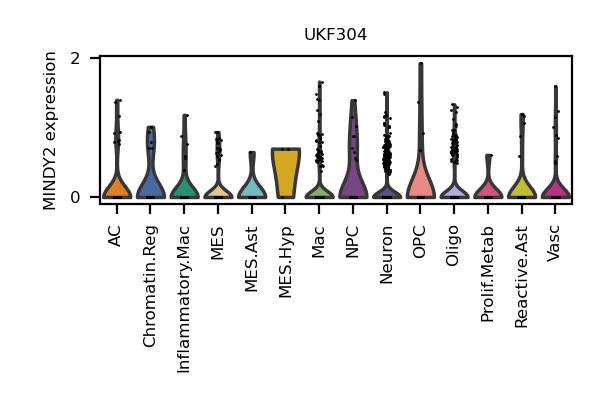 UKF304
MINDY2 expression
2
0
AC
Chromatin.Reg
Inflammatory.Mac
MES
MES.Ast
MES.Hyp
Mac
NPC
Neuron
OPC
Oligo
Prolif.Metab
Reactive.Ast
Vasc